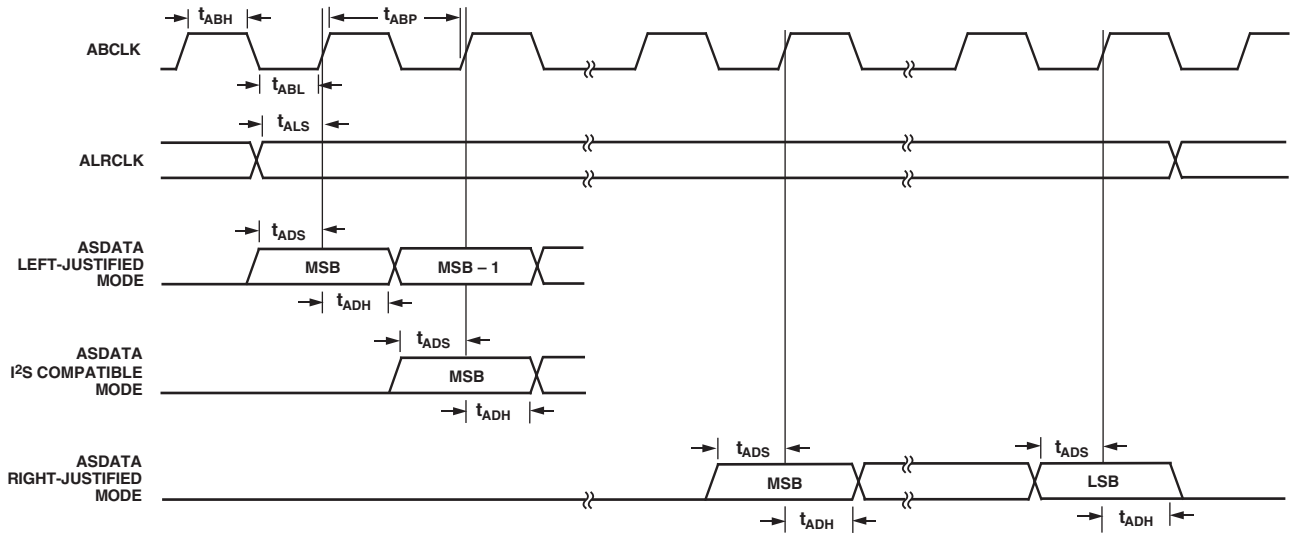 tABH
tABP
ABCLK
tABL
tALS
ALRCLK
tADS
ASDATA
LEFT-JUSTIFIED
MODE
MSB
MSB – 1
tADH
tADS
ASDATA
I²S COMPATIBLE
MODE
MSB
tADH
tADS
tADS
ASDATA
RIGHT-JUSTIFIED
MODE
MSB
LSB
tADH
tADH